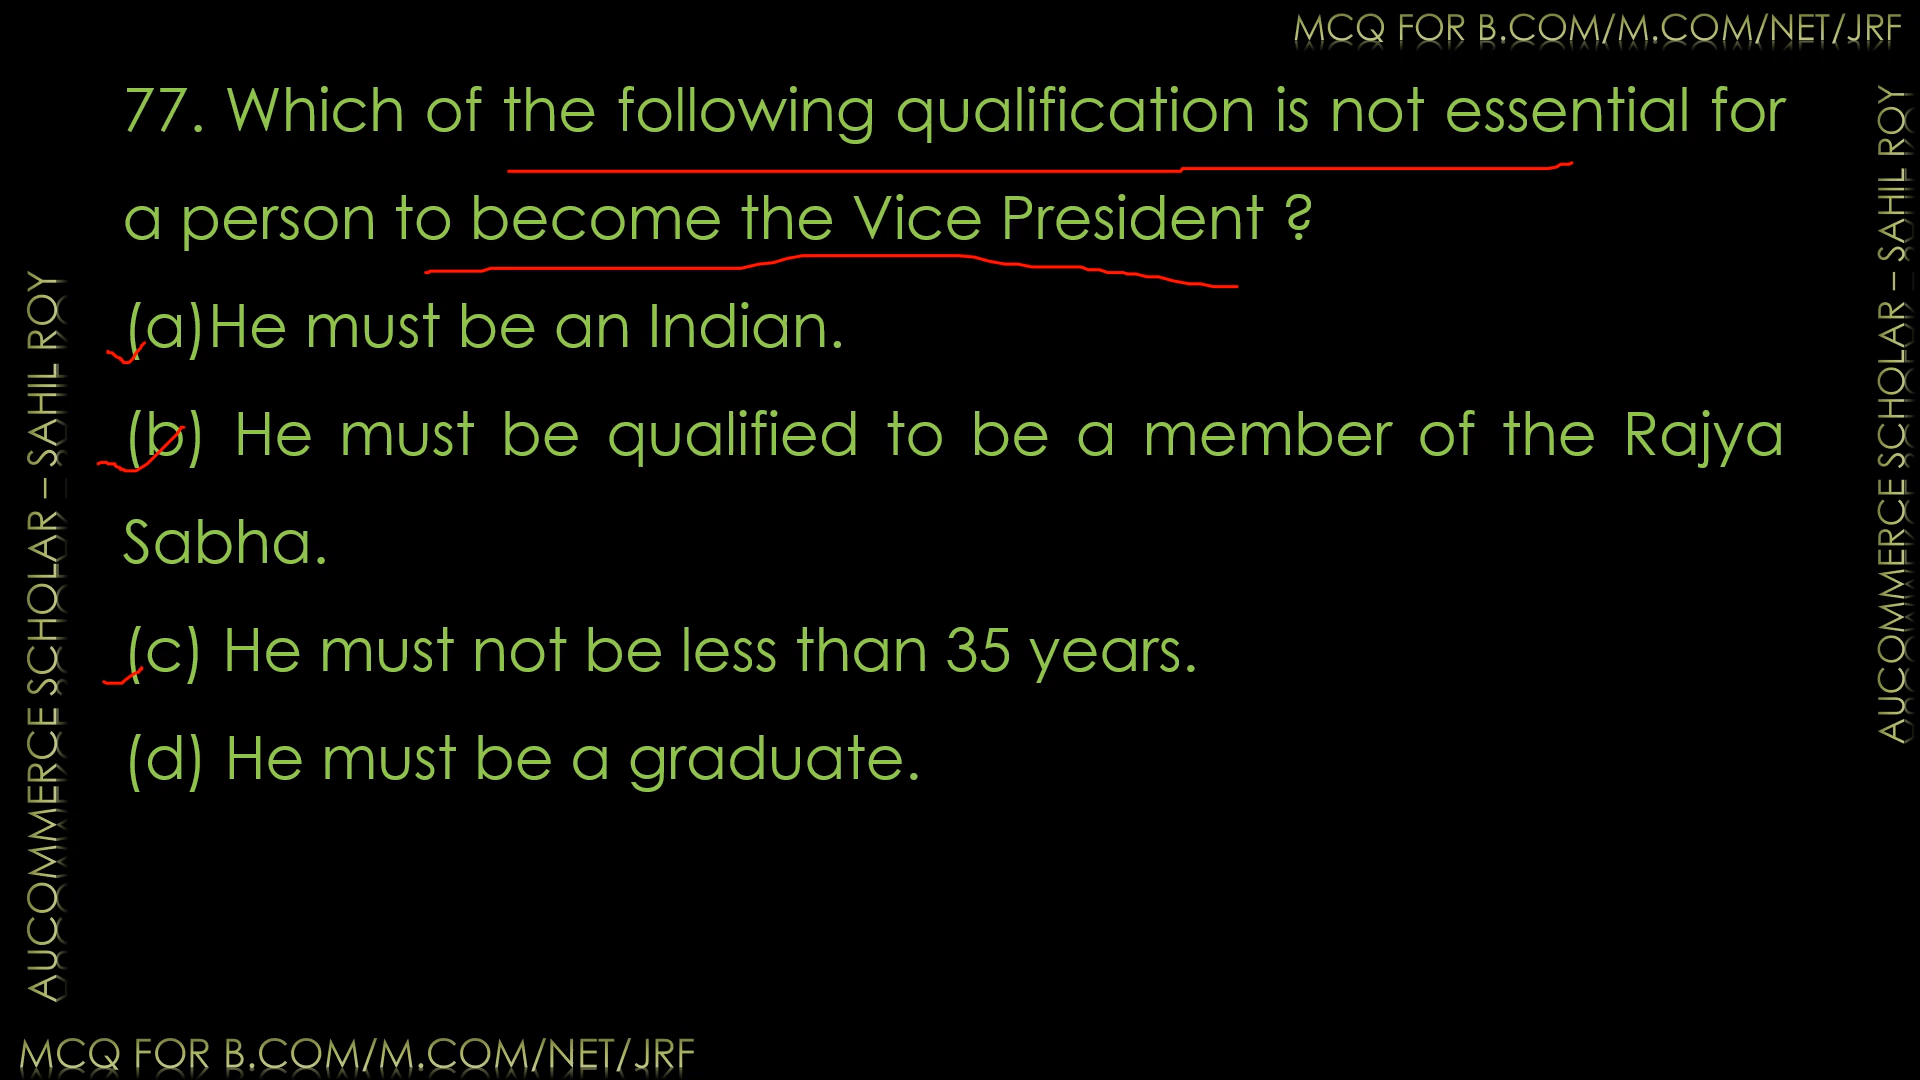 MCQ FOR B.COM/M.COM/NET/JRF
77. Which of the following qualification is not essential for
a person to become the Vice President ?
(a)He must be an Indian.
(b) He must be qualified to be a member of the Rajya
Sabha.
(c) He must not be less than 35 years.
(d) He must be a graduate.
AUCOMMERCE SCHOLAR – SAHIL ROY
AUCOMMERCE SCHOLAR – SAHIL ROY
MCQ FOR B.COM/M.COM/NET/JRF